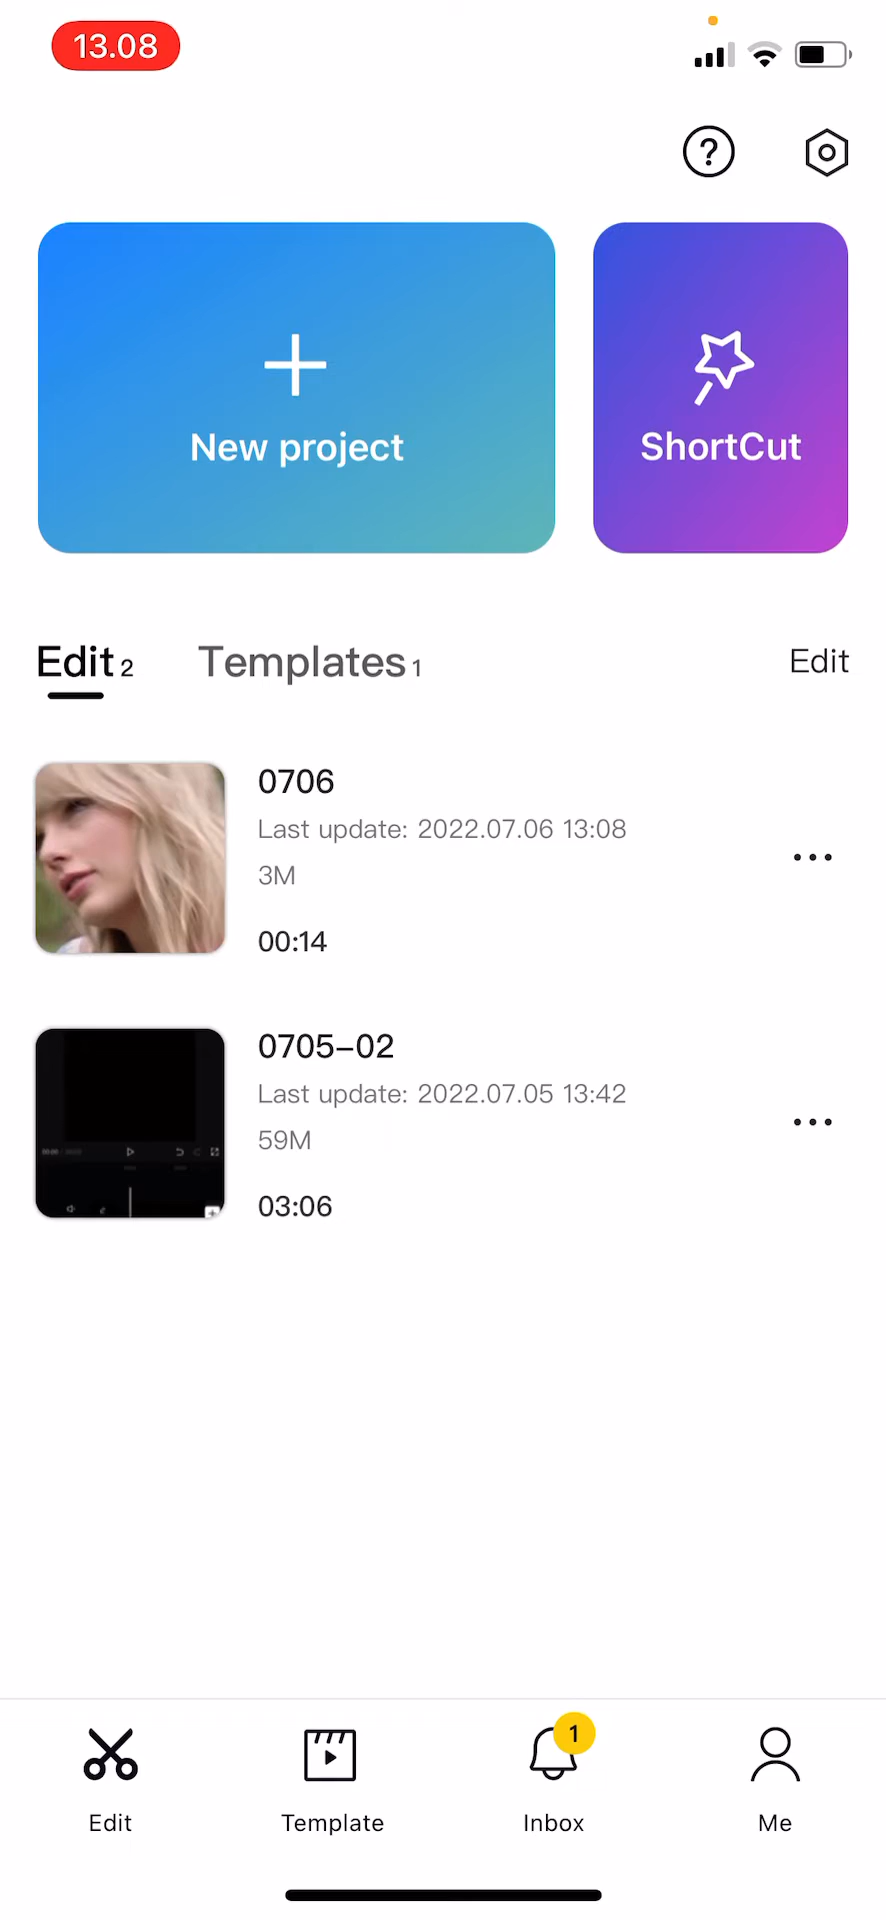 13.08
New project
ShortCut
Edit 2
Templates 1
Edit
0706
Last update: 2022.07.06 13:08
3M
00:14
0705-02
Last update: 2022.07.05 13:42
59M
03:06
1
Edit
Template
Inbox
Me